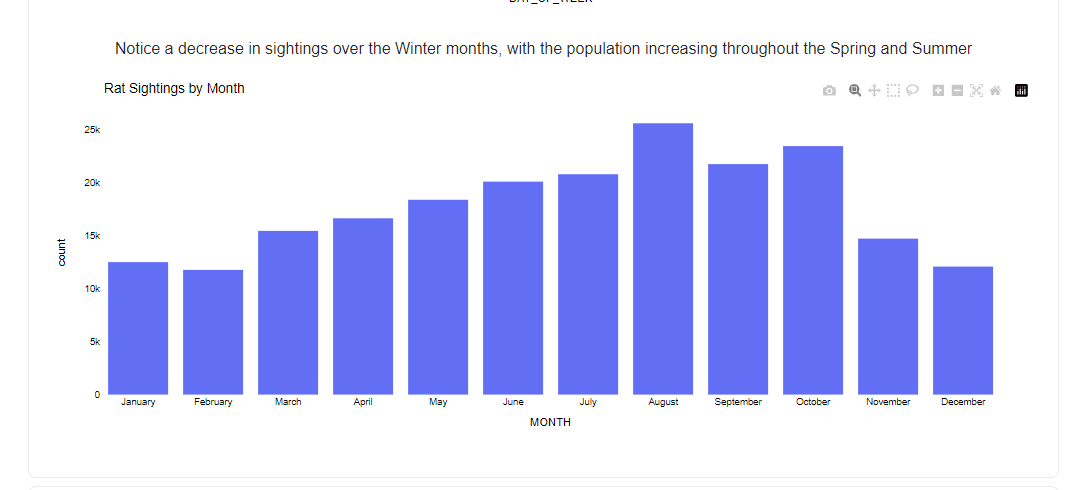 DAY_OF_WEEK
Notice a decrease in sightings over the Winter months, with the population increasing throughout the Spring and Summer
Rat Sightings by Month
25k
20k
15k
10k
5k
0
count
January February March April May June July August September October November December
MONTH